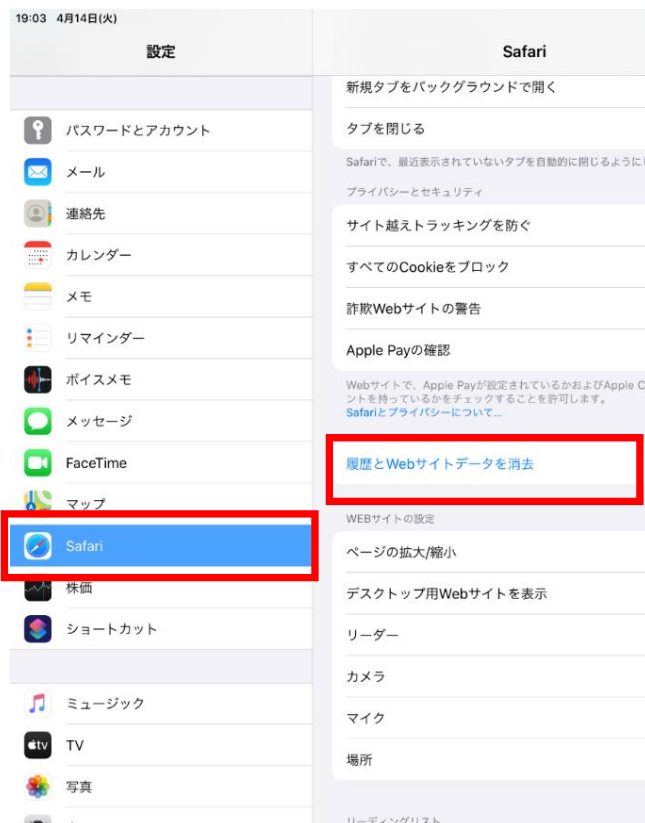 19:03 4月14日(火)
設定
パスワードとアカウント
メール
連絡先
カレンダー
メモ
リマインダー
ボイスメモ
メッセージ
FaceTime
マップ
Safari
株価
ショートカット
ミュージック
tv
TV
写真
Safari
新規タブをバックグラウンドで開く
タブを閉じる
Safariで、最近表示されていないタブを自動的に閉じるように
プライバシーとセキュリティ
サイト越えトラッキングを防ぐ
すべてのCookieをブロック
詐欺Webサイトの警告
Apple Payの確認
Webサイトで、Apple Payが設定されているかおよびApple C
ントを持っているかをチェックすることを許可します。
Safariとプライバシーについて...
履歴とWebサイトデータを消去
WEBサイトの設定
ページの拡大/縮小
デスクトップ用Webサイトを表示
リーダー
カメラ
マイク
場所
リーディングリスト